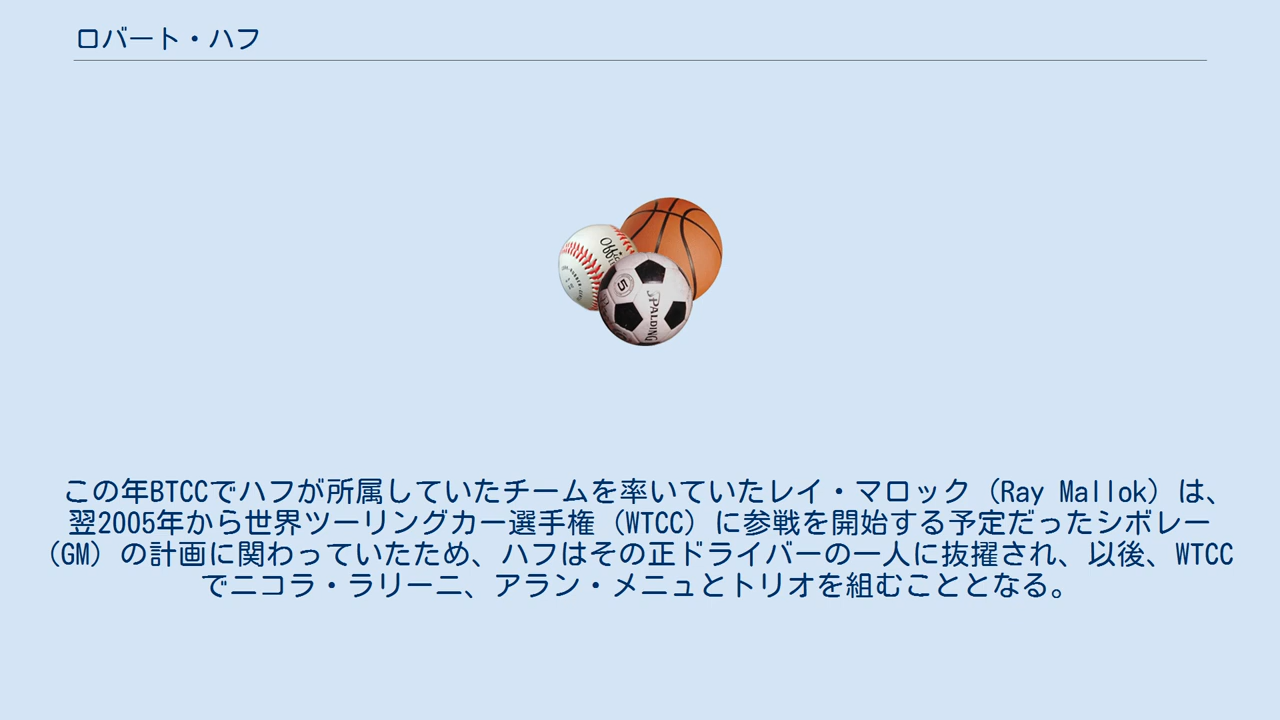 ロバート・ハフ
Offi
5
SPALDING
この年BTCCでハフが所属していたチームを率いていたレイ・マロック（Ray Mallok）は、
翌2005年から世界ツーリングカー選手権（WTCC）に参戦を開始する予定だったシボレー
（GM）の計画に関わっていたため、ハフはその正ドライバーの一人に抜擢され、以後、WTCC
でニコラ・ラリーニ、アラン・メニュとトリオを組むこととなる。